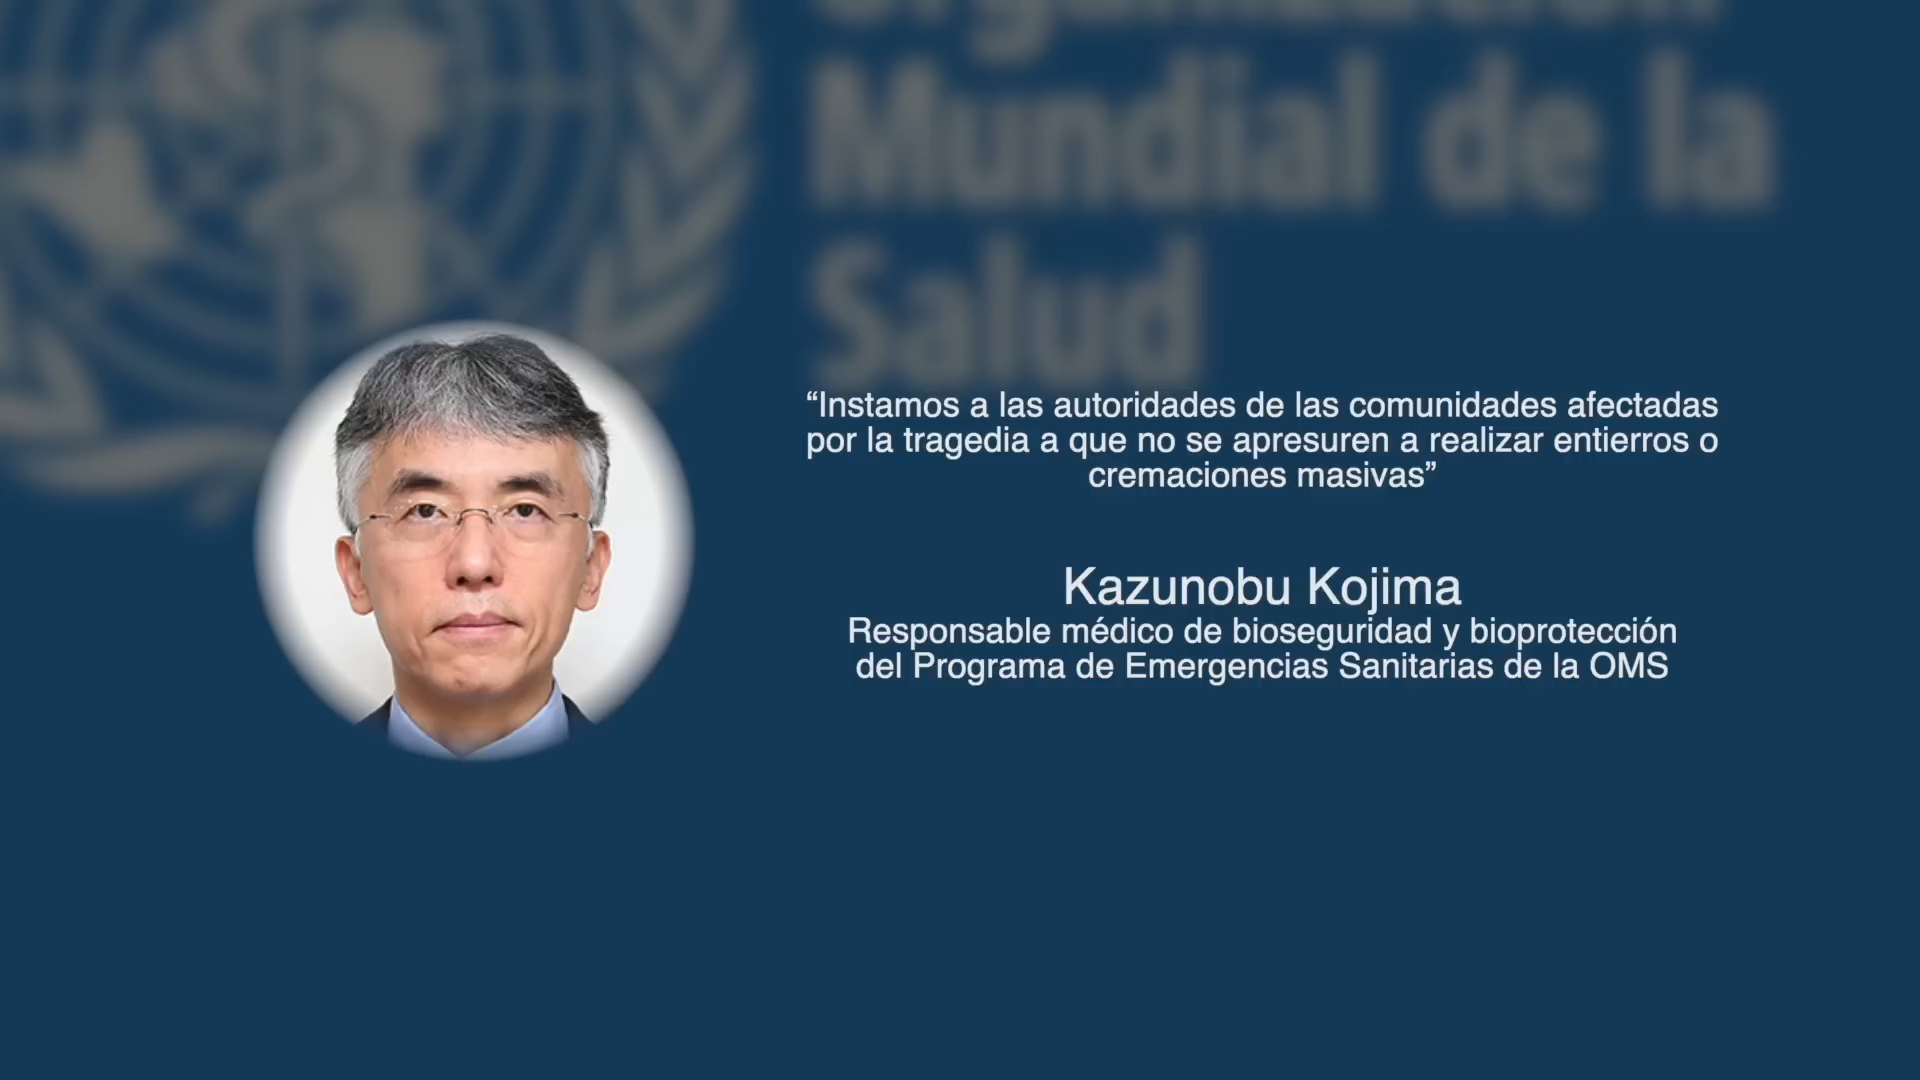 Organización
Mundial de la
Salud
“Instamos a las autoridades de las comunidades afectadas
por la tragedia a que no se apresuren a realizar entierros o
cremaciones masivas”
Kazunobu Kojima
Responsable médico de bioseguridad y bioprotección
del Programa de Emergencias Sanitarias de la OMS